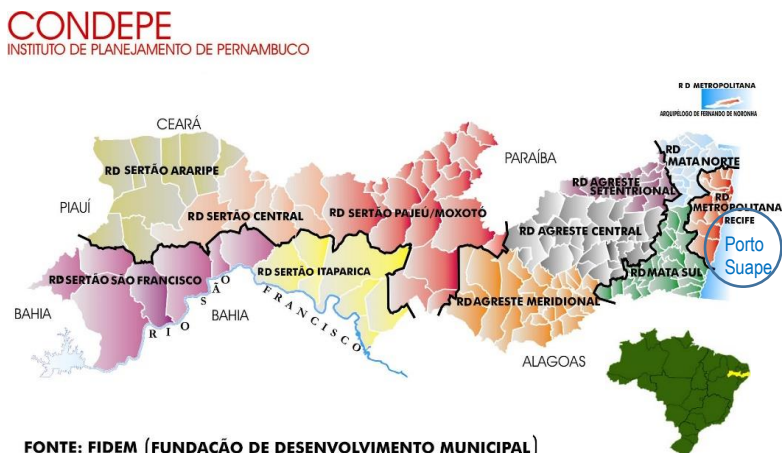 CONDEPE
INSTITUTO DE PLANEJAMENTO DE PERNAMBUCO
R D METROPOLITANA
ARQUIPÉLOGO DE FERNANDO DE NORONHA
CEARÁ
PARAÍBA
PIAUÍ
RD
MATA NORTE
RD SERTÃO ARARIPE
RD AGRESTE
SETENTRIONAL
RD SERTÃO CENTRAL
RD SERTÃO PAJEÚ/MOXOTÓ
RD
METROPOLITANA
RECIFE
RD AGRESTE CENTRAL
Porto
Suape
RD SERTÃO SÃO FRANCISCO
RD SERTÃO ITAPARICA
RD MATA SUL
RD AGRESTE MERIDIONAL
BAHIA
BAHIA
RIO SÃO FRANCISCO
ALAGOAS
FONTE: FIDEM (FUNDAÇÃO DE DESENVOLVIMENTO MUNICIPAL)